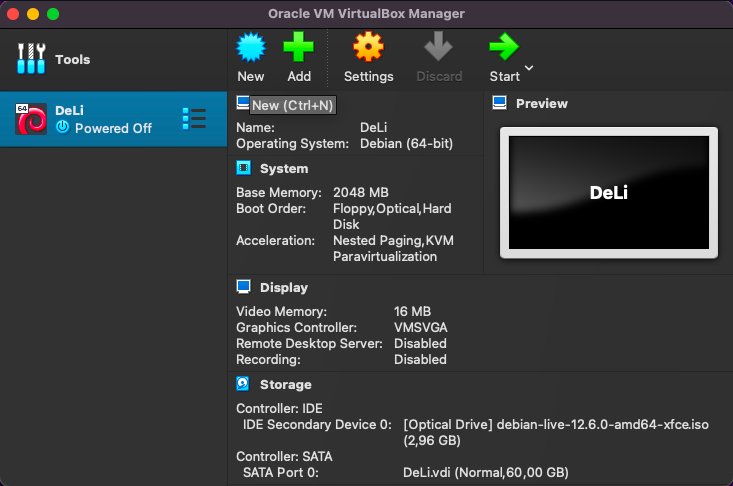 Oracle VM VirtualBox Manager
Tools
New
Add
Settings
Discard
Start
64
DeLi
Powered Off
New (Ctrl+N)
Name: DeLi
Operating System: Debian (64-bit)
System
Base Memory: 2048 MB
Boot Order: Floppy,Optical,Hard
Disk
Acceleration: Nested Paging,KVM
Paravirtualization
Preview
DeLi
Display
Video Memory: 16 MB
Graphics Controller: VMSVGA
Remote Desktop Server: Disabled
Recording: Disabled
Storage
Controller: IDE
IDE Secondary Device 0: [Optical Drive] debian-live-12.6.0-amd64-xfce.iso
(2,96 GB)
Controller: SATA
SATA Port 0: DeLi.vdi (Normal,60,00 GB)